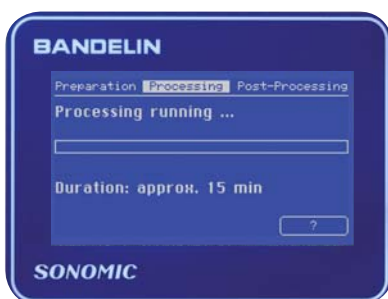 BANDELIN
Preparation Processing Post-Processing
Processing running ...
Duration: approx. 15 min
?
SONOMIC